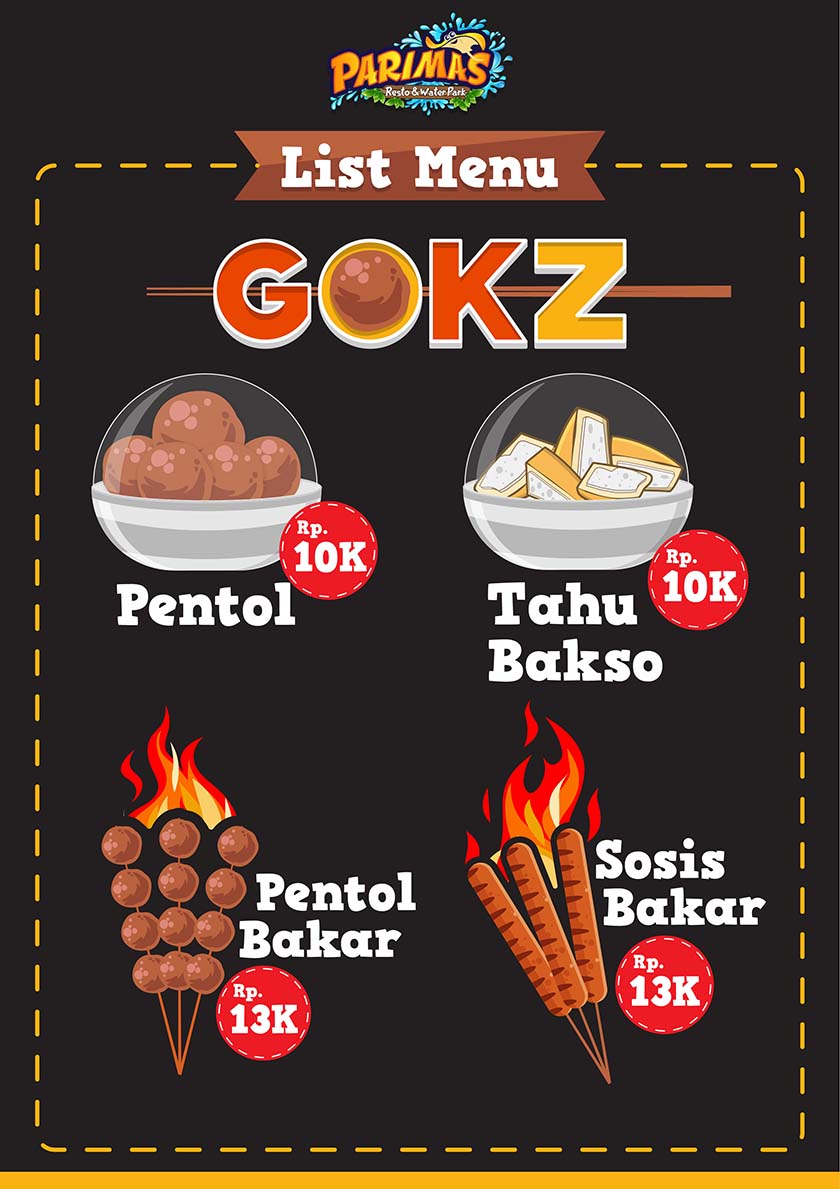 PARIMAS
Resto & Water Park
List Menu
GOKZ
Rp.
10K
Pentol
Rp.
10K
Tahu
Bakso
Pentol
Bakar
Rp.
13K
Sosis
Bakar
Rp.
13K